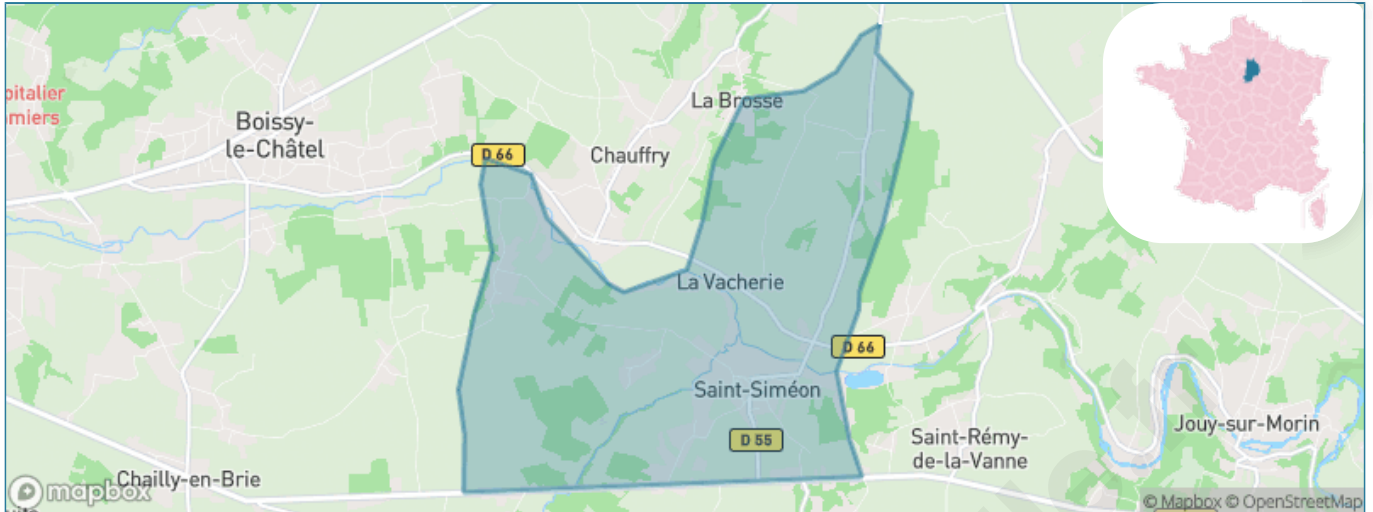 La Brosse
pitalier
miers
Boissy-
le-Châtel
D 66
Chauffry
La Vacherie
D 66
Saint-Siméon
D 55
Saint-Rémy-
de-la-Vanne
Jouy-sur-Morin
Chailly-en-Brie
mapbox
© Mapbox © OpenStreetMap